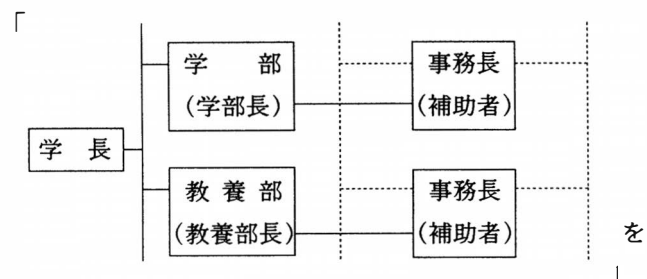 「
学部 事務長
(学部長) (補助者)
学長
教養部 事務長
(教養部長) (補助者) を
」